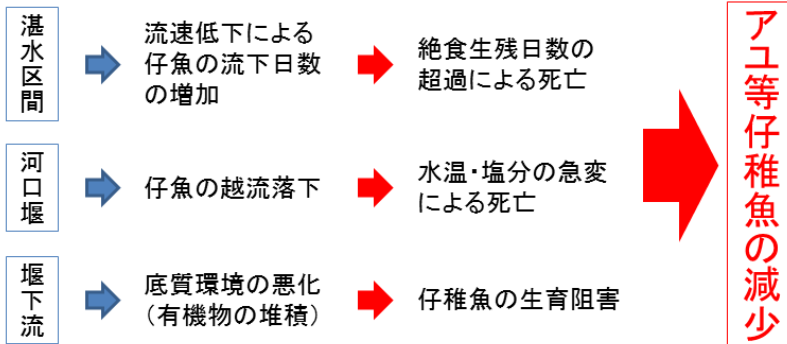 湛水区間
流速低下による
仔魚の流下日数
の増加
絶食生残日数の
超過による死亡
河口堰
仔魚の越流落下
水温・塩分の急変
による死亡
堰下流
底質環境の悪化
（有機物の堆積）
仔稚魚の生育阻害
アユ等仔稚魚の減少